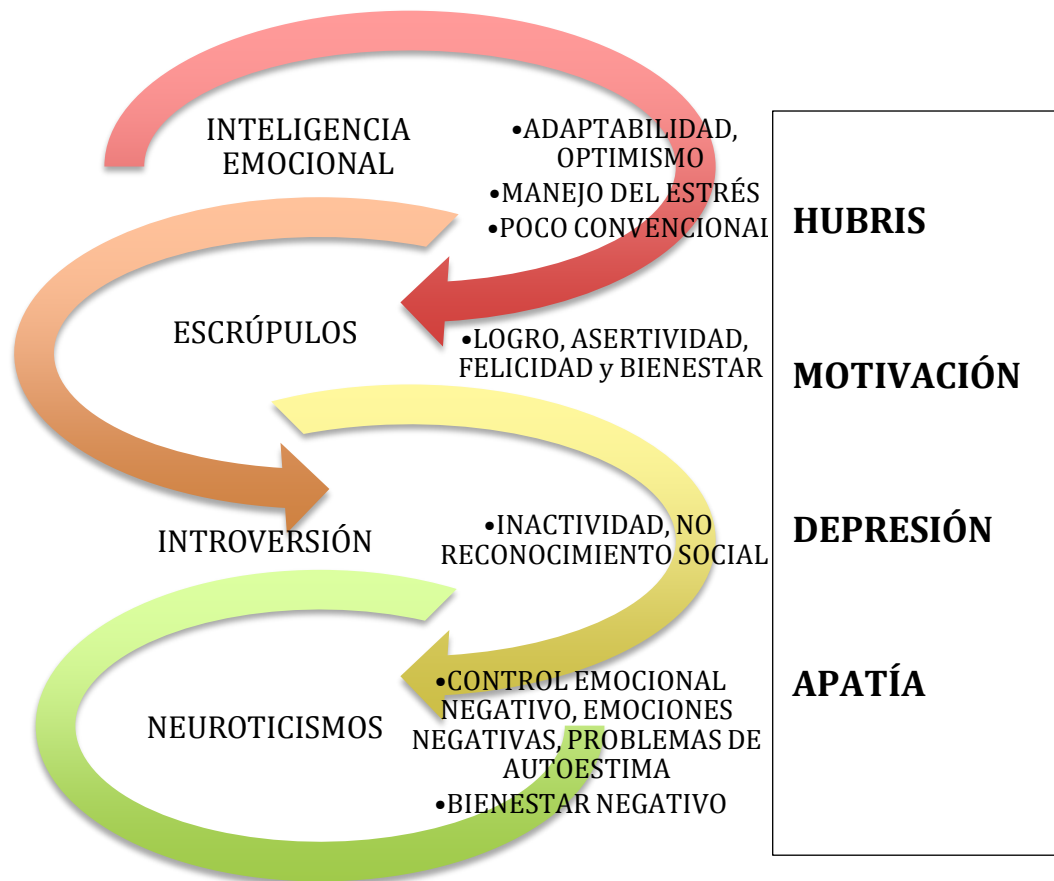 INTELIGENCIA
EMOCIONAL
•ADAPTABILIDAD,
OPTIMISMO
•MANEJO DEL ESTRÉS
•POCO CONVENCIONAL
HUBRIS
ESCRÚPULOS
•LOGRO, ASERTIVIDAD,
FELICIDAD y BIENESTAR
MOTIVACIÓN
INTROVERSIÓN
•INACTIVIDAD, NO
RECONOCIMIENTO SOCIAL
DEPRESIÓN
NEUROTICISMOS
•CONTROL EMOCIONAL
NEGATIVO, EMOCIONES
NEGATIVAS, PROBLEMAS DE
AUTOESTIMA
•BIENESTAR NEGATIVO
APATÍA